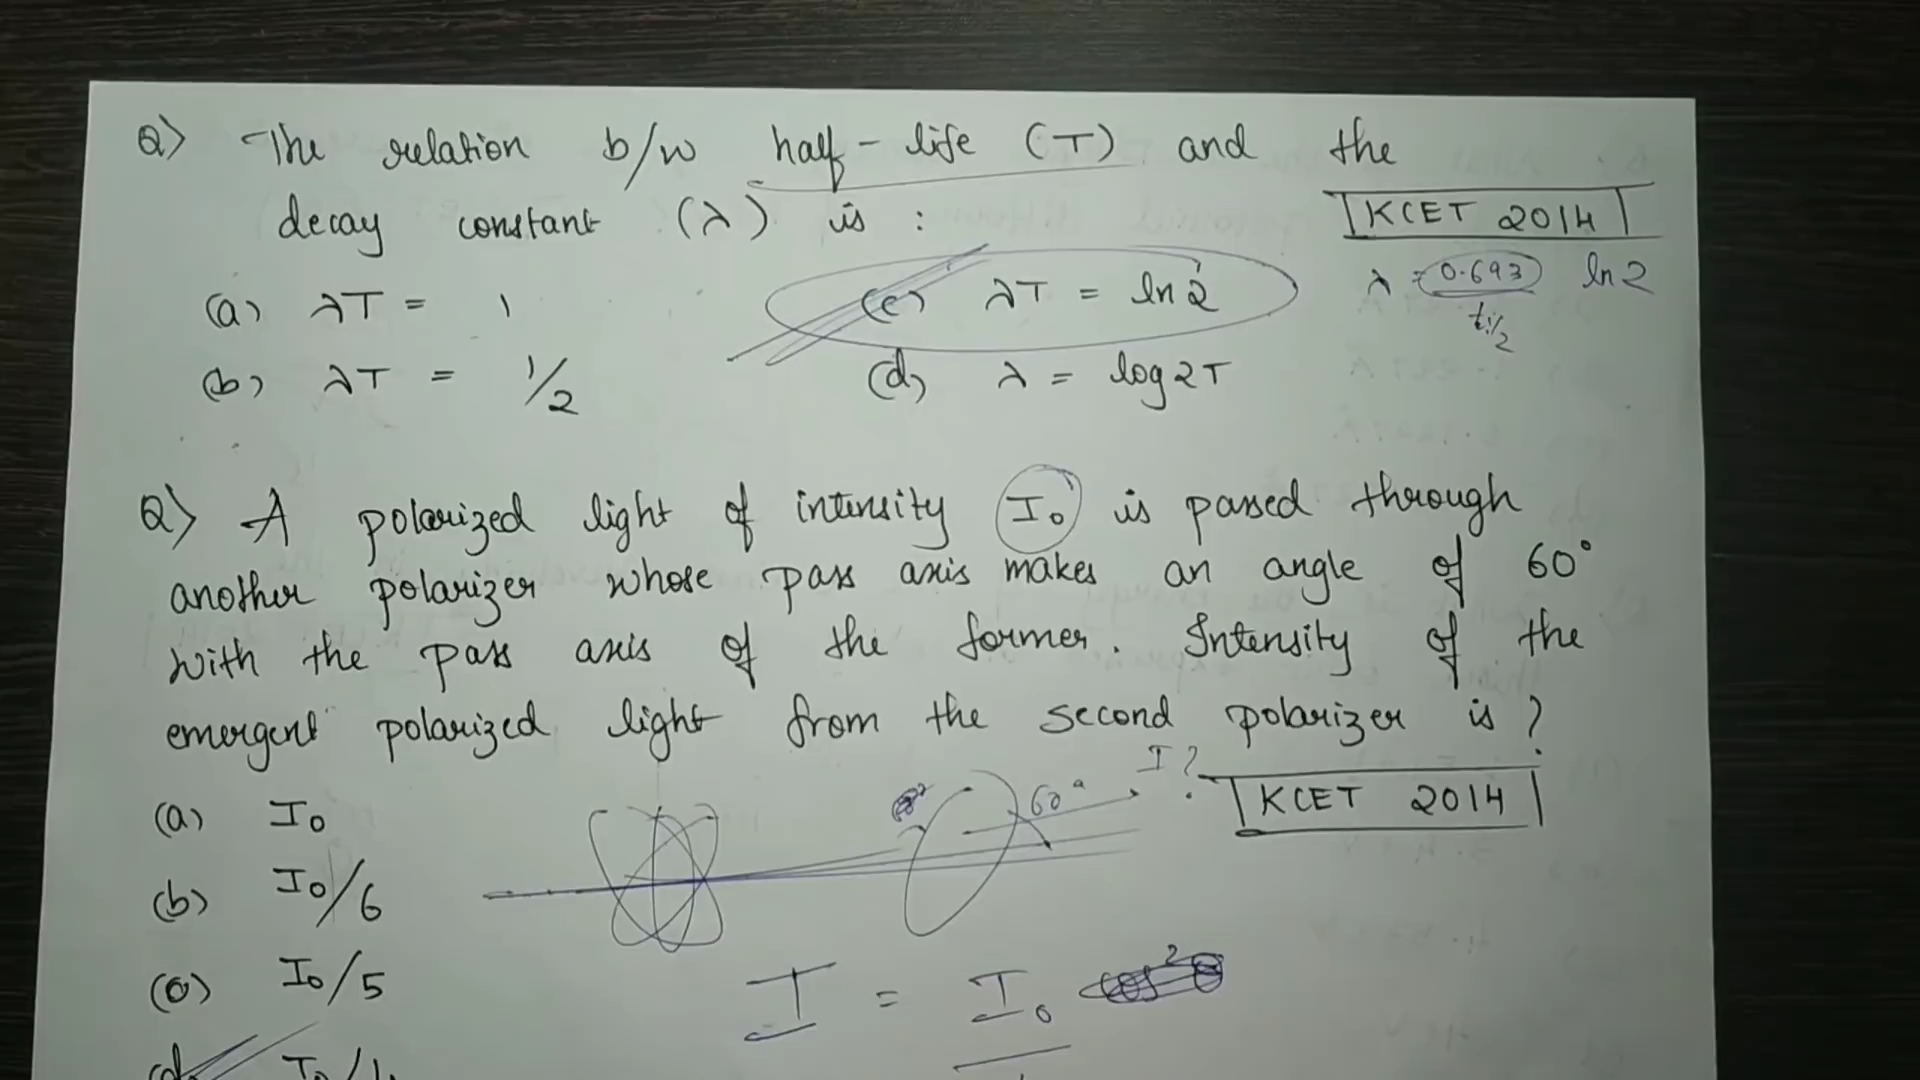 Q) The relation b/w half-life (T) and the
decay constant (λ) is :
KCET 2014
(a) λT = 1
(c) λT = ln 2
λ = 0.693 ln 2
t1/2
(b) λT = 1/2
(d) λ = log 2T
Q) A polarized light of intensity I₀ is passed through
another polarizer whose pass axis makes an angle of 60°
with the pass axis of the former. Intensity of the
emergent polarized light from the second polarizer is ?
I ?
60°
KCET 2014
(a) I₀
(b) I₀/6
(c) I₀/5
I = I₀ cos²θ
(d) I₀/4